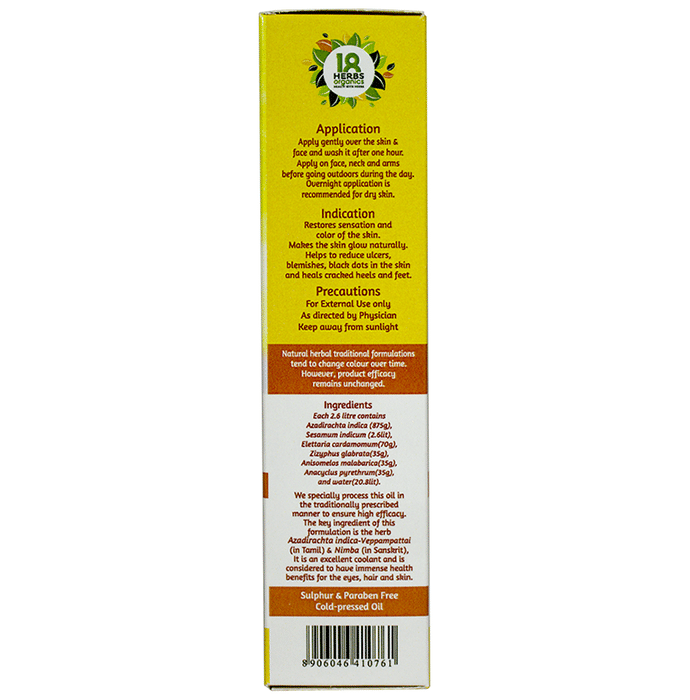 18
HERBS
organics
BEAUTY WITH HERBS
Application
Apply gently over the skin &
face and wash it after one hour.
Apply on face, neck and arms
before going outdoors during the day.
Overnight application is
recommended for dry skin.
Indication
Restores sensation and
color of the skin.
Makes the skin glow naturally.
Helps to reduce ulcers,
blemishes, black dots in the skin
and heals cracked heels and feet.
Precautions
For External Use only
As directed by Physician
Keep away from sunlight
Natural herbal traditional formulations
tend to change colour over time.
However, product efficacy
remains unchanged.
Ingredients
Each 2.6 litre contains
Azadirachta indica (875g),
Sesamum indicum (2.6lit),
Elettaria cardamomum(70g),
Zizyphus glabrata(35g),
Anisomelos malabarica(35g),
Anacyclus pyrethrum(35g),
and water(20.8lit).
We specially process this oil in
the traditionally prescribed
manner to ensure high efficacy.
The key ingredient of this
formulation is the herb
Azadirachta indica-Veppampattai
(in Tamil) & Nimba (in Sanskrit),
It is an excellent coolant and is
considered to have immense health
benefits for the eyes, hair and skin.
Sulphur & Paraben Free
Cold-pressed Oil
8 906046 410761